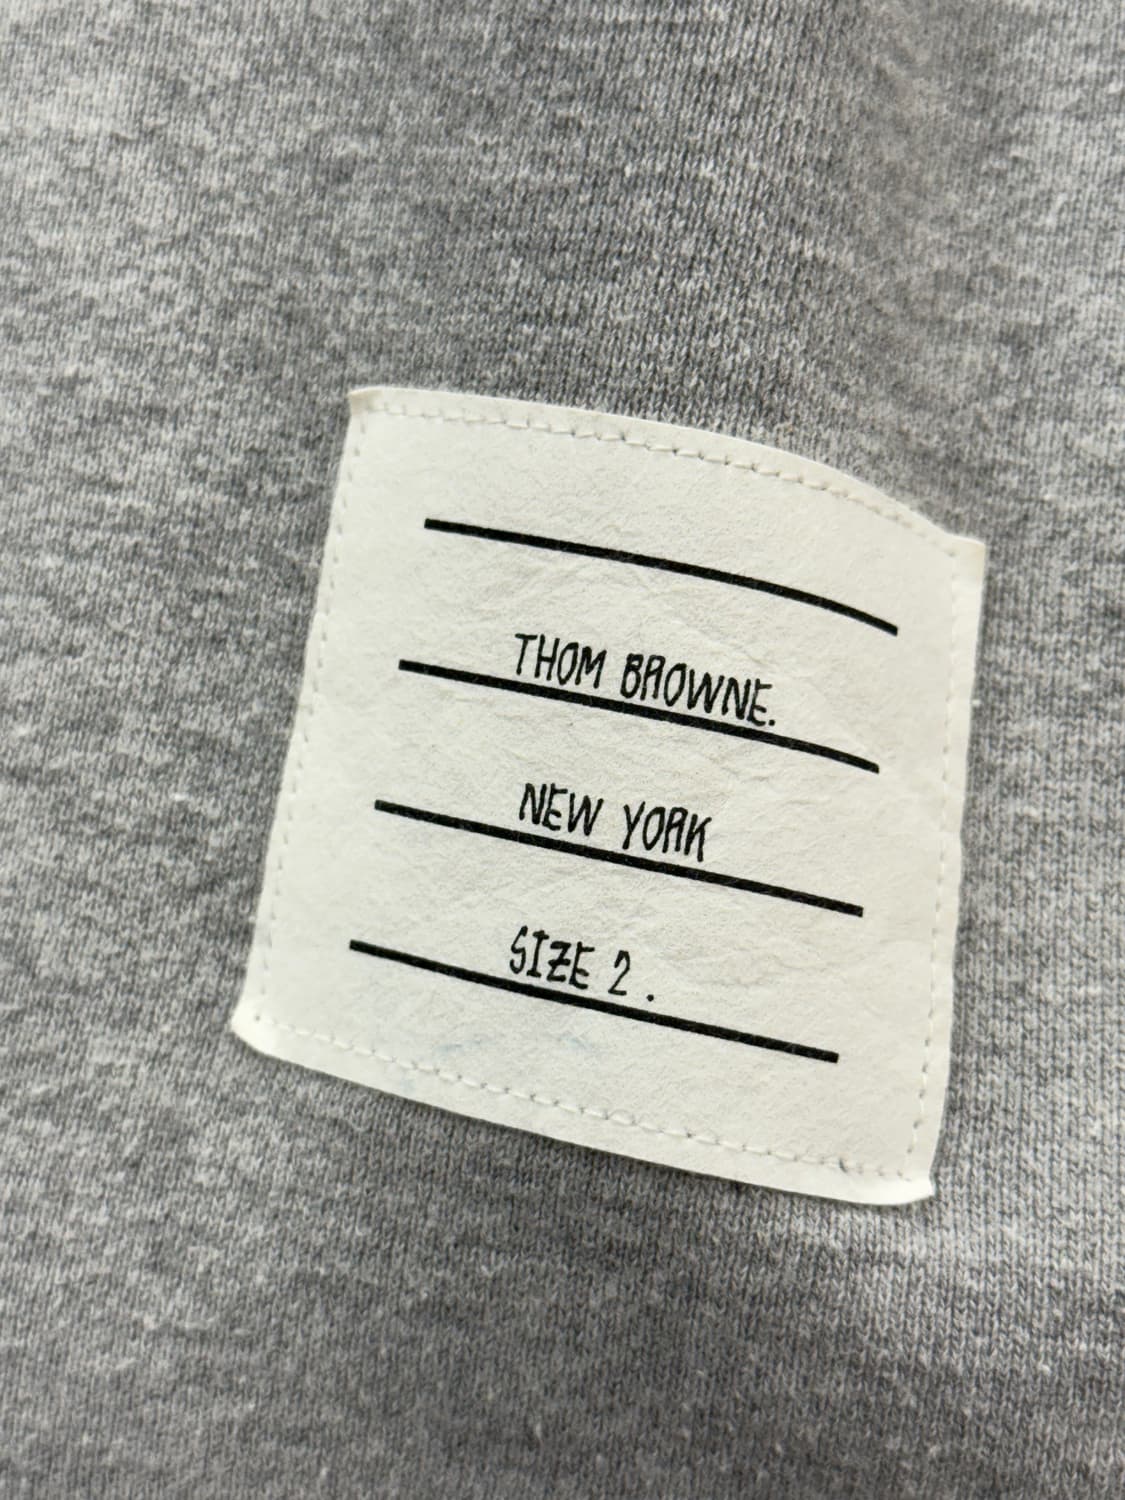 THOM BROWNE.
NEW YORK
SIZE 2.